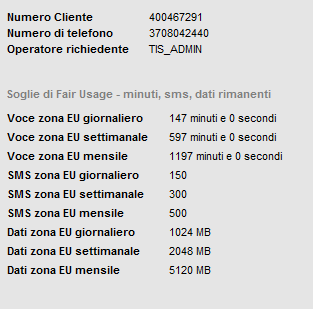 Numero Cliente 400467291
Numero di telefono 3708042440
Operatore richiedente TIS_ADMIN
Soglie di Fair Usage - minuti, sms, dati rimanenti
Voce zona EU giornaliero 147 minuti e 0 secondi
Voce zona EU settimanale 597 minuti e 0 secondi
Voce zona EU mensile 1197 minuti e 0 secondi
SMS zona EU giornaliero 150
SMS zona EU settimanale 300
SMS zona EU mensile 500
Dati zona EU giornaliero 1024 MB
Dati zona EU settimanale 2048 MB
Dati zona EU mensile 5120 MB